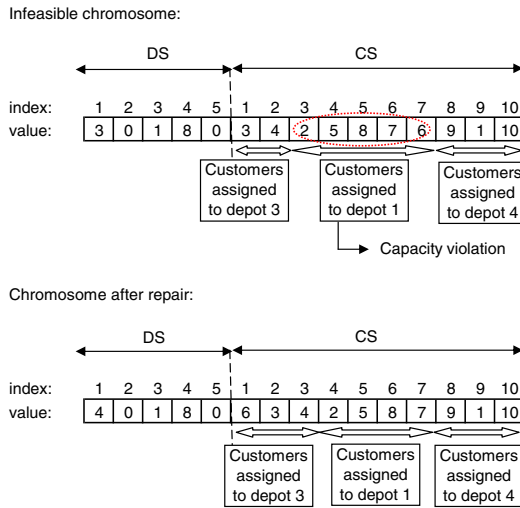 Infeasible chromosome:
DS CS
index: 1 2 3 4 5 1 2 3 4 5 6 7 8 9 10
value: 3 0 1 8 0 3 4 2 5 8 7 6 9 1 10
Customers assigned to depot 3
Customers assigned to depot 1
Customers assigned to depot 4
Capacity violation
Chromosome after repair:
DS CS
index: 1 2 3 4 5 1 2 3 4 5 6 7 8 9 10
value: 4 0 1 8 0 6 3 4 2 5 8 7 9 1 10
Customers assigned to depot 3
Customers assigned to depot 1
Customers assigned to depot 4